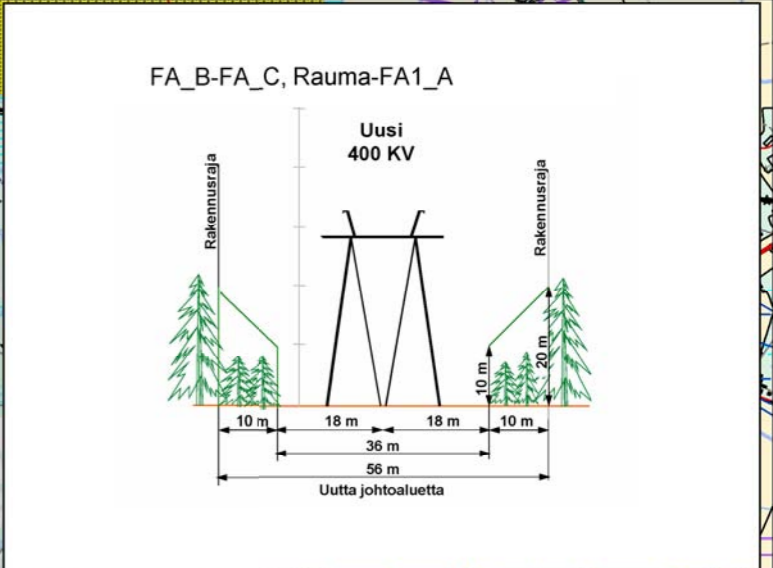 FA_B-FA_C, Rauma-FA1_A
Uusi
400 KV
Rakennusraja
Rakennusraja
10 m
20 m
10 m
18 m
18 m
10 m
36 m
56 m
Uutta johtoaluetta